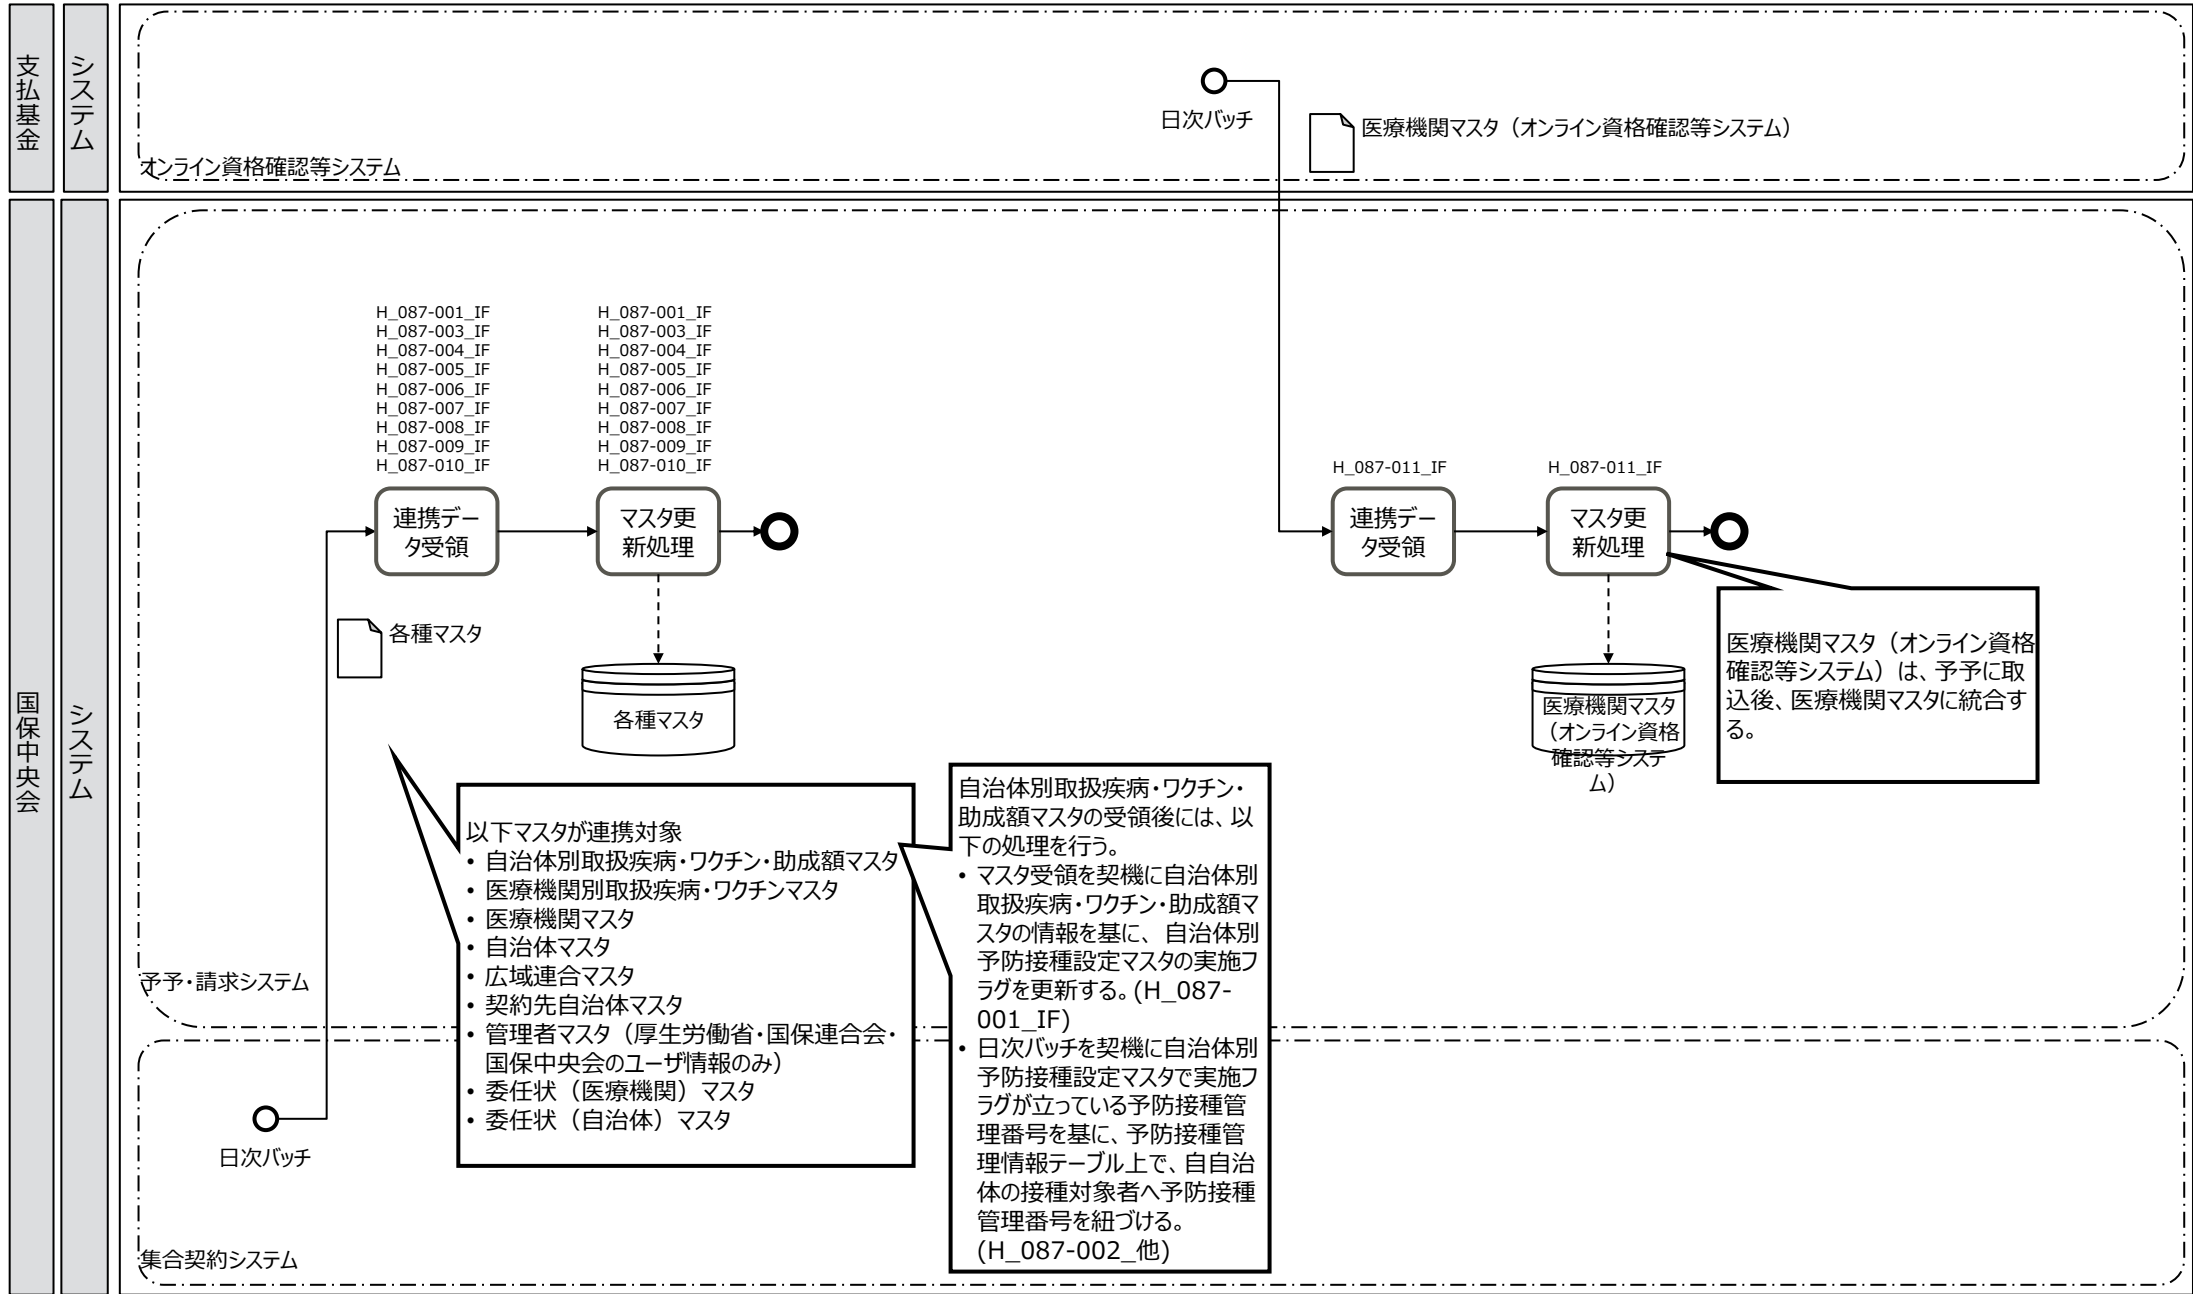 支払基金
システム
日次バッチ
医療機関マスタ（オンライン資格確認等システム）
オンライン資格確認等システム
国保中央会
システム
H_087-001_IF
H_087-003_IF
H_087-004_IF
H_087-005_IF
H_087-006_IF
H_087-007_IF
H_087-008_IF
H_087-009_IF
H_087-010_IF
連携デー
タ受領
H_087-001_IF
H_087-003_IF
H_087-004_IF
H_087-005_IF
H_087-006_IF
H_087-007_IF
H_087-008_IF
H_087-009_IF
H_087-010_IF
マスタ更
新処理
各種マスタ
各種マスタ
H_087-011_IF
連携デー
タ受領
H_087-011_IF
マスタ更
新処理
医療機関マスタ
（オンライン資格
確認等システ
ム）
医療機関マスタ（オンライン資格
確認等システム）は、予予に取
込後、医療機関マスタに統合す
る。
以下マスタが連携対象
• 自治体別取扱疾病・ワクチン・助成額マスタ
• 医療機関別取扱疾病・ワクチンマスタ
• 医療機関マスタ
• 自治体マスタ
• 広域連合マスタ
• 契約先自治体マスタ
• 管理者マスタ（厚生労働省・国保連合会・
国保中央会のユーザ情報のみ）
• 委任状（医療機関）マスタ
• 委任状（自治体）マスタ
自治体別取扱疾病・ワクチン・
助成額マスタの受領後には、以
下の処理を行う。
• マスタ受領を契機に自治体別
取扱疾病・ワクチン・助成額マ
スタの情報を基に、自治体別
予防接種設定マスタの実施フ
ラグを更新する。(H_087-
001_IF)
• 日次バッチを契機に自治体別
予防接種設定マスタで実施フ
ラグが立っている予防接種管
理番号を基に、予防接種管
理情報テーブル上で、自自治
体の接種対象者へ予防接種
管理番号を紐づける。
(H_087-002_他)
予予・請求システム
日次バッチ
集合契約システム